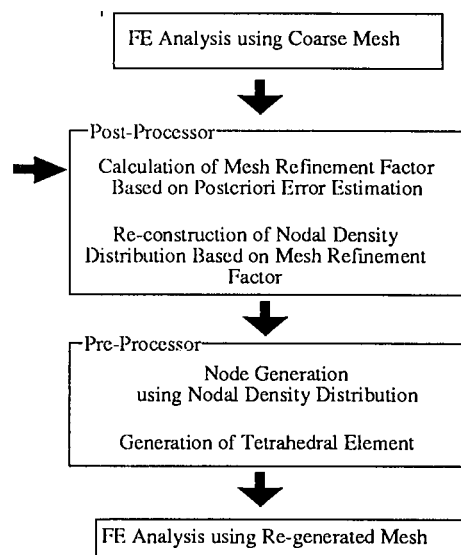 FE Analysis using Coarse Mesh
Post-Processor
Calculation of Mesh Refinement Factor
Based on Posteriori Error Estimation
Re-construction of Nodal Density
Distribution Based on Mesh Refinement
Factor
Pre-Processor
Node Generation
using Nodal Density Distribution
Generation of Tetrahedral Element
FE Analysis using Re-generated Mesh